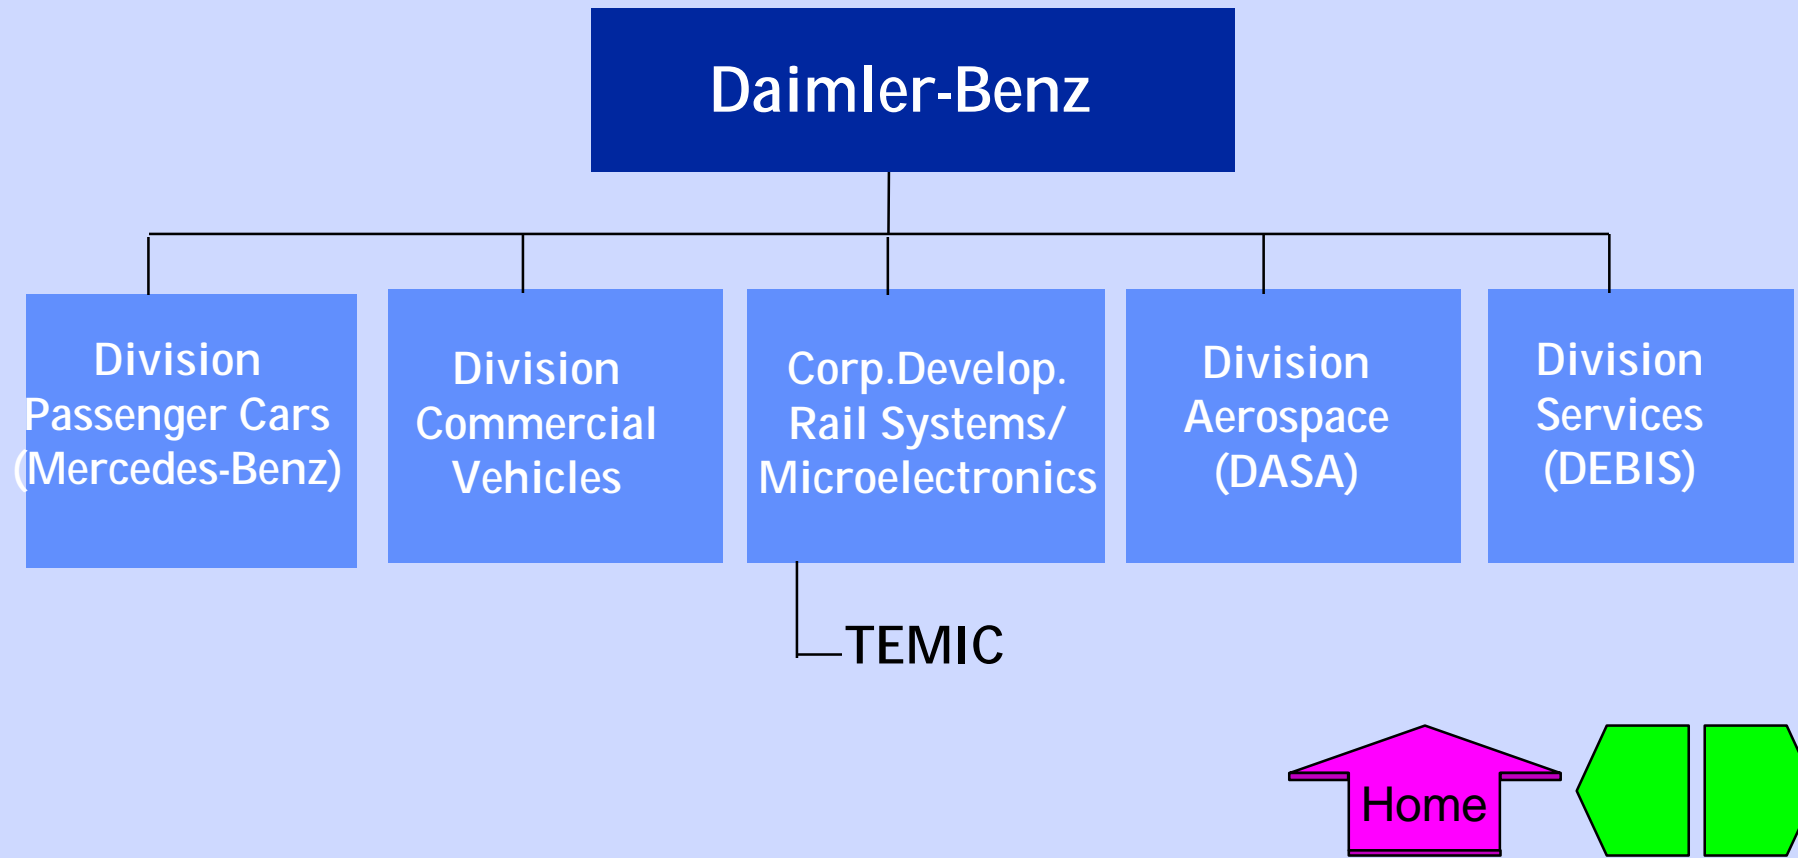 Daimler-Benz
Division
Passenger Cars
(Mercedes-Benz)
Division
Commercial
Vehicles
Corp.Develop.
Rail Systems/
Microelectronics
Division
Aerospace
(DASA)
Division
Services
(DEBIS)
TEMIC
Home